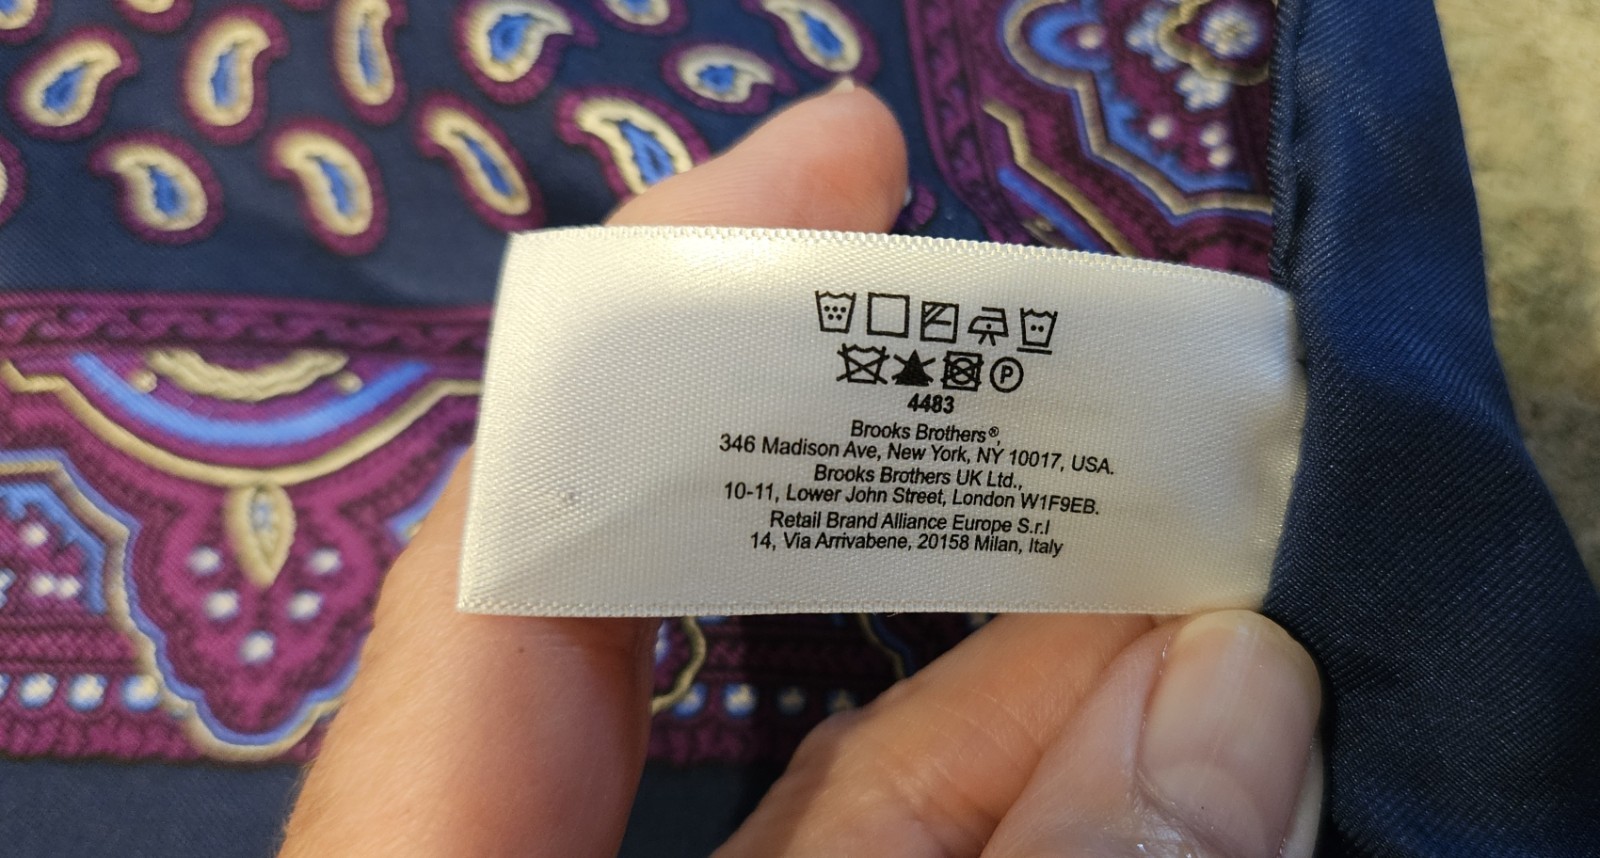 P
4483
Brooks Brothers®,
346 Madison Ave, New York, NY 10017, USA.
Brooks Brothers UK Ltd.,
10-11, Lower John Street, London W1F9EB.
Retail Brand Alliance Europe S.r.l
14, Via Arrivabene, 20158 Milan, Italy